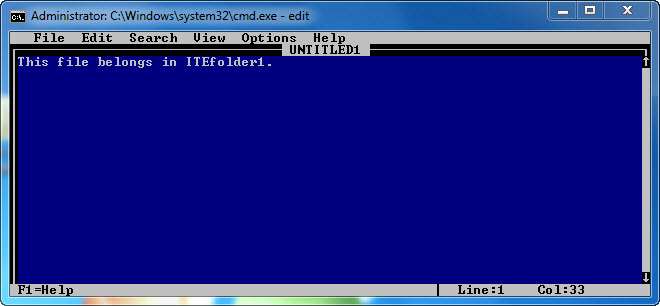 Administrator: C:\Windows\system32\cmd.exe - edit
File Edit Search View Options Help
UNTITLED1
This file belongs in ITEfolder1.
F1=Help Line:1 Col:33